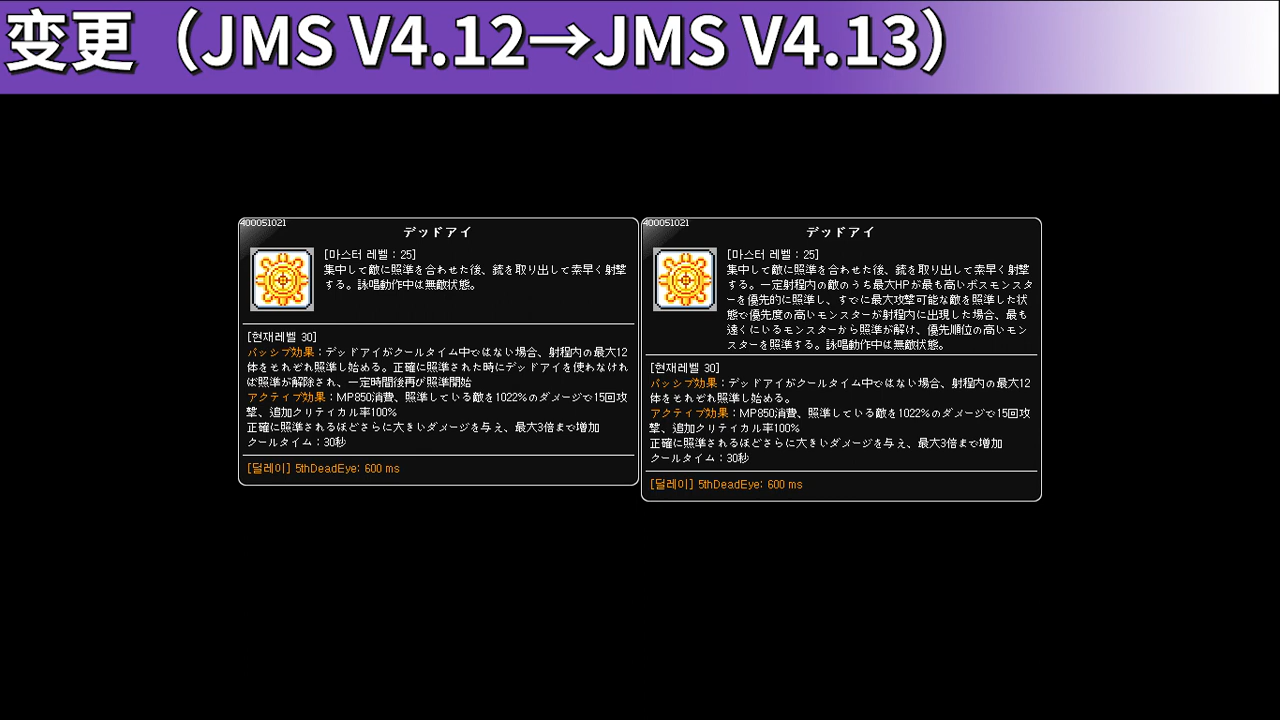 变更（JMS V4.12→JMS V4.13）
400051021
デッドアイ
[마스터 레벨 : 25]
集中して敵に照準を合わせた後、銃を取り出して素早く射撃
する。詠唱動作中は無敵状態。
[현재레벨 30]
パッシブ効果：デッドアイがクールタイム中ではない場合、射程内の最大12
体をそれぞれ照準し始める。正確に照準された時にデッドアイを使わなけれ
ば照準が解除され、一定時間後再び照準開始
アクティブ効果：MP850消費、照準している敵を1022%のダメージで15回攻
撃、追加クリティカル率100%
正確に照準されるほどさらに大きいダメージを与え、最大3倍まで増加
クールタイム：30秒
[딜레이] 5thDeadEye: 600 ms
400051021
デッドアイ
[마스터 레벨 : 25]
集中して敵に照準を合わせた後、銃を取り出して素早く射撃
する。一定射程内の敵のうち最大HPが最も高いボスモンスタ
ーを優先的に照準し、すでに最大攻撃可能な敵を照準した状
態で優先度の高いモンスターが射程内に出現した場合、最も
遠くにいるモンスターから照準が解け、優先順位の高いモン
スターを照準する。詠唱動作中は無敵状態。
[현재레벨 30]
パッシブ効果：デッドアイがクールタイム中ではない場合、射程内の最大12
体をそれぞれ照準し始める。
アクティブ効果：MP850消費、照準している敵を1022%のダメージで15回攻
撃、追加クリティカル率100%
正確に照準されるほどさらに大きいダメージを与え、最大3倍まで増加
クールタイム：30秒
[딜레이] 5thDeadEye: 600 ms